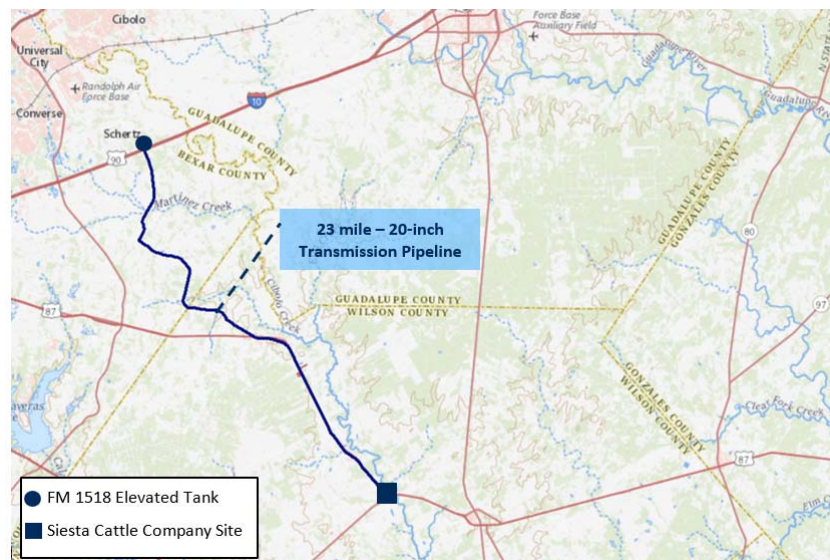 Cibolo
Universal
City
Randolph Air
Force Base
Converse
Schertz
90
10
GUADALUPE COUNTY
BEXAR COUNTY
Martinez Creek
Force Base
Auxiliary Field
Guadalupe River
Guadalupe
23 mile – 20-inch
Transmission Pipeline
Cibolo Creek
GUADALUPE COUNTY
WILSON COUNTY
GUADALUPE COUNTY
GONZALES COUNTY
80
97
87
GONZALES COUNTY
WILSON COUNTY
Clear Fork Creek
87
Elm
FM 1518 Elevated Tank
Siesta Cattle Company Site